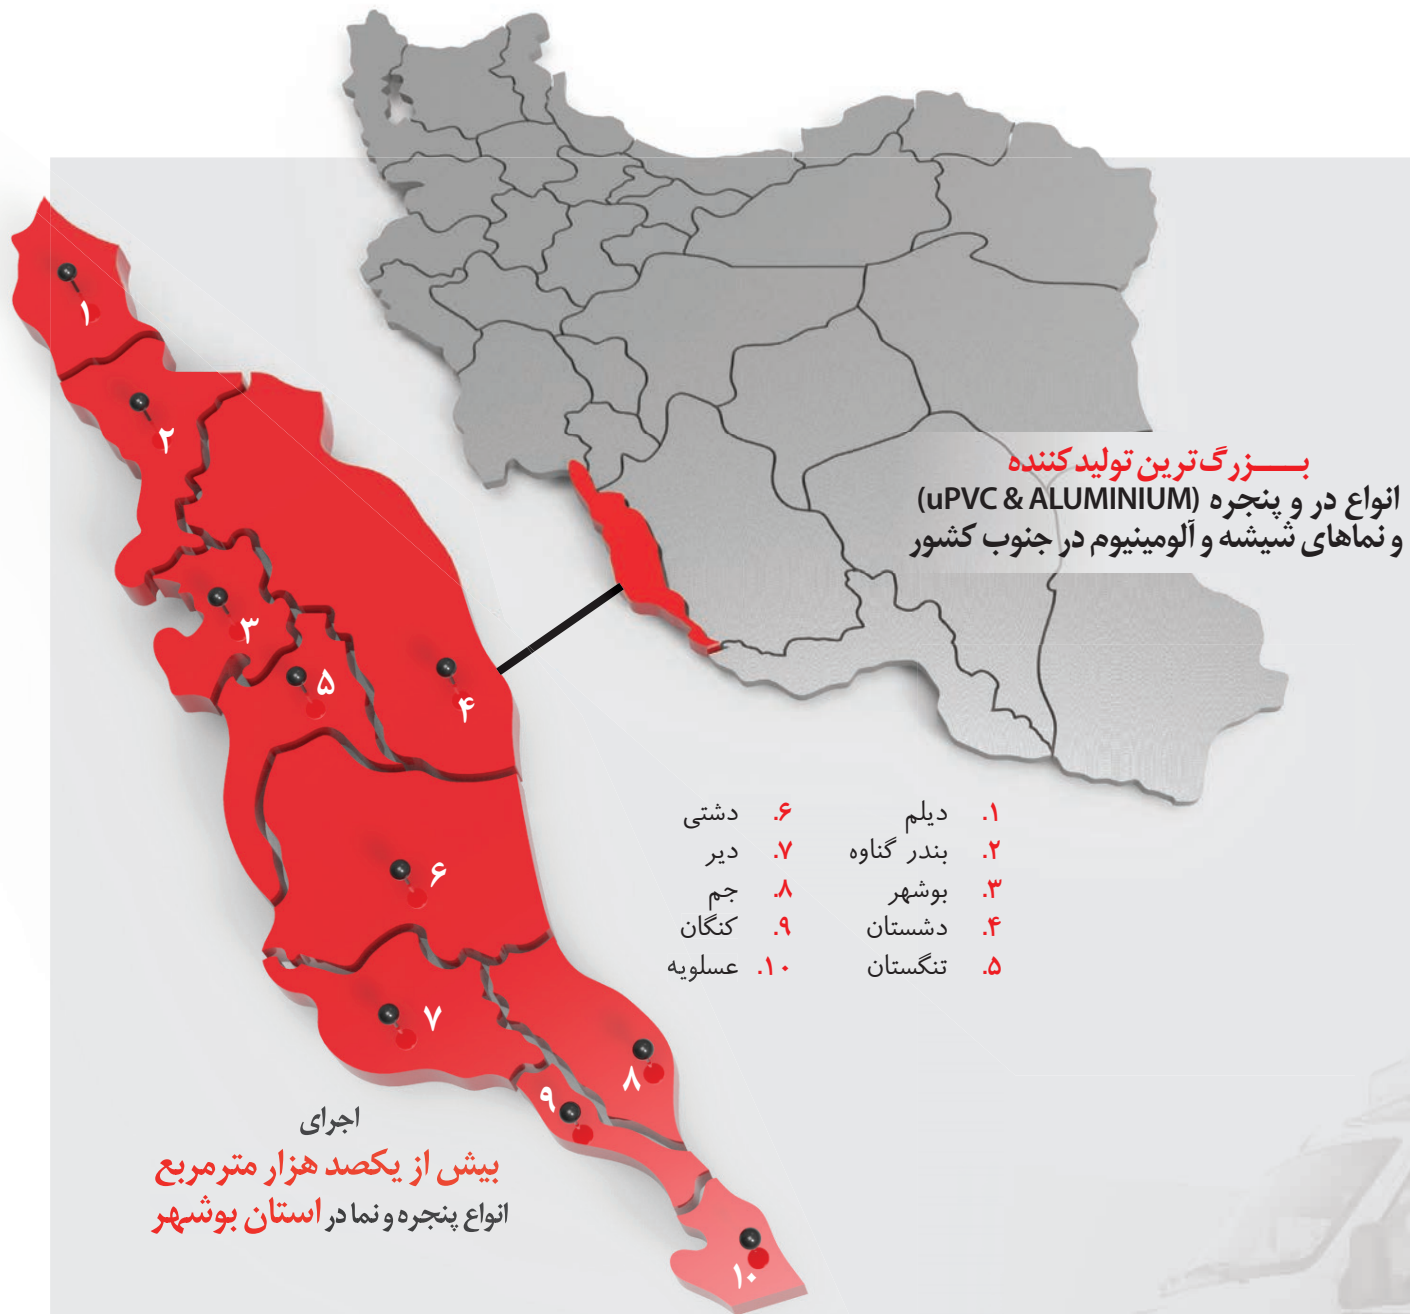 بــــزرگ‌ترین تولیدکننده
انواع در و پنجره (uPVC & ALUMINIUM)
و نماهای شیشه و آلومینیوم در جنوب کشور
۱
۲
۳
۵
۴
۶
۷
۸
۹
۱۰
۱. دیلم
۲. بندر گناوه
۳. بوشهر
۴. دشستان
۵. تنگستان
۶. دشتی
۷. دیر
۸. جم
۹. کنگان
۱۰. عسلویه
اجرای
بیش از یکصد هزار مترمربع
انواع پنجره و نما در استان بوشهر